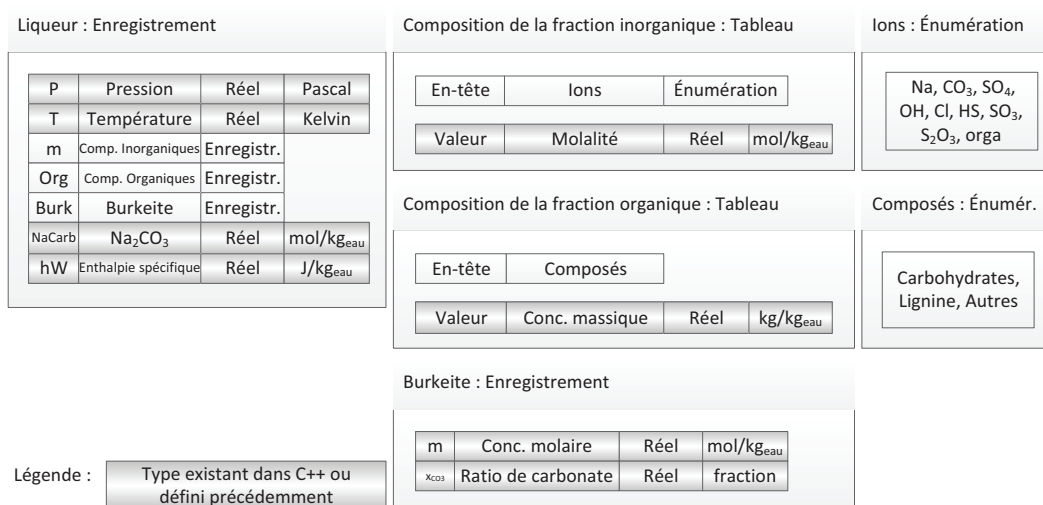 Liqueur : Enregistrement
P Pression Réel Pascal
T Température Réel Kelvin
m Comp. Inorganiques Enregistr.
Org Comp. Organiques Enregistr.
Burk Burkeite Enregistr.
NaCarb Na₂CO₃ Réel mol/kgeau
hW Enthalpie spécifique Réel J/kgeau
Composition de la fraction inorganique : Tableau
En-tête Ions Énumération
Valeur Molalité Réel mol/kgeau
Ions : Énumération
Na, CO₃, SO₄,
OH, Cl, HS, SO₃,
S₂O₃, orga
Composition de la fraction organique : Tableau
En-tête Composés
Valeur Conc. massique Réel kg/kgeau
Composés : Énumér.
Carbohydrates,
Lignine, Autres
Burkeite : Enregistrement
m Conc. molaire Réel mol/kgeau
xCO3 Ratio de carbonate Réel fraction
Légende :
Type existant dans C++ ou
défini précédemment